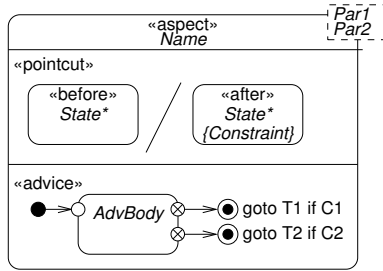 «aspect»
Name
Par1
Par2
«pointcut»
«before»
State*
«after»
State*
{Constraint}
«advice»
AdvBody
goto T1 if C1
goto T2 if C2